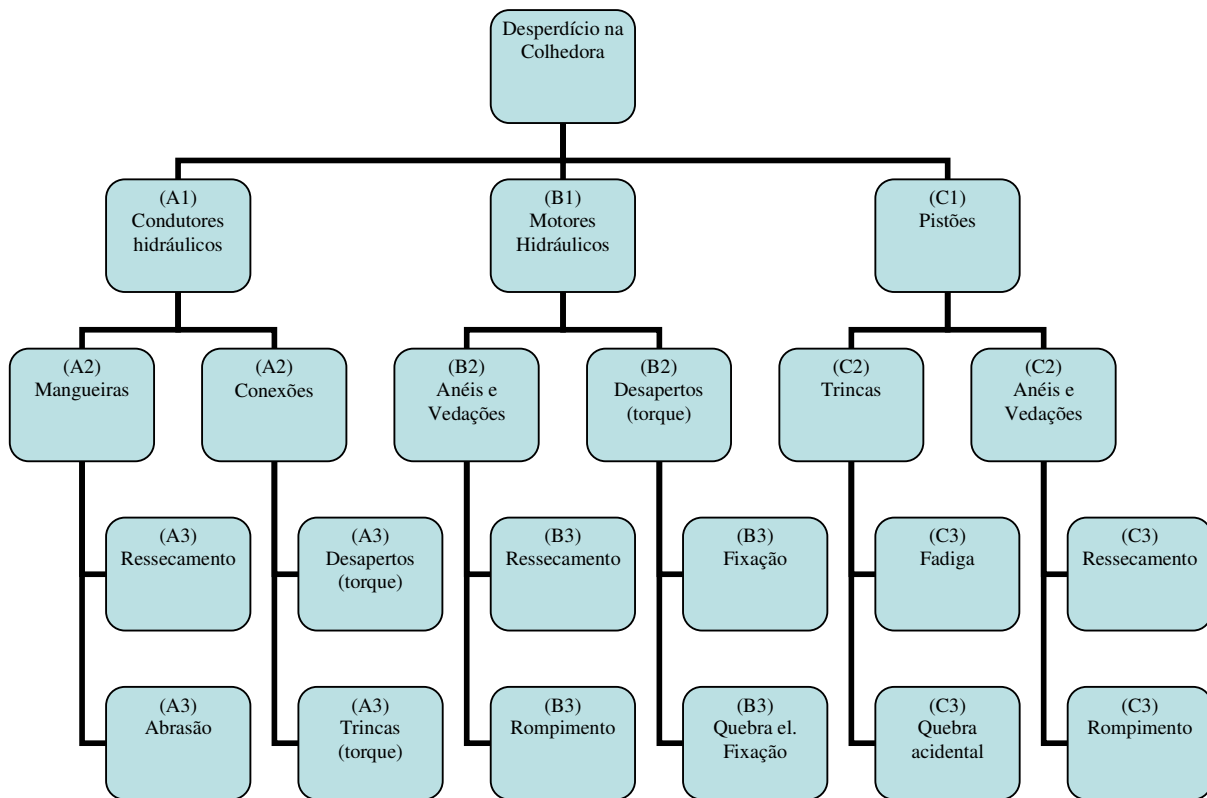 Desperdício na
Colhedora
(A1)
Condutores
hidráulicos
(B1)
Motores
Hidráulicos
(C1)
Pistões
(A2)
Mangueiras
(A2)
Conexões
(B2)
Anéis e
Vedações
(B2)
Desapertos
(torque)
(C2)
Trincas
(C2)
Anéis e
Vedações
(A3)
Ressecamento
(A3)
Desapertos
(torque)
(B3)
Ressecamento
(B3)
Fixação
(C3)
Fadiga
(C3)
Ressecamento
(A3)
Abrasão
(A3)
Trincas
(torque)
(B3)
Rompimento
(B3)
Quebra el.
Fixação
(C3)
Quebra
acidental
(C3)
Rompimento